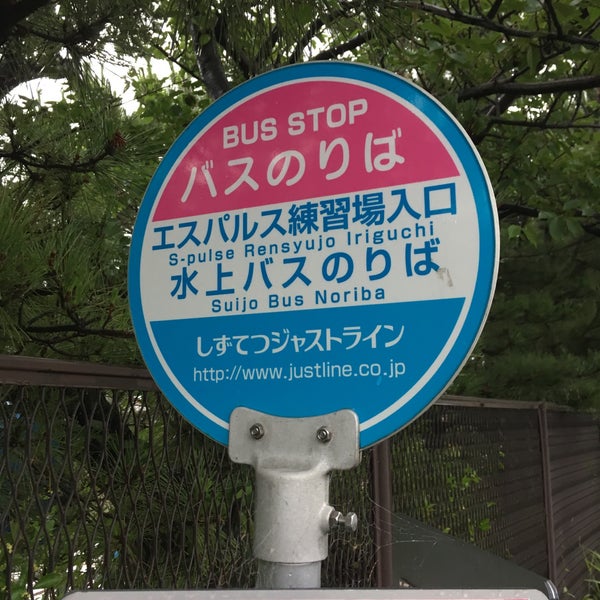 BUS STOP
バスのりば
エスパルス練習場入口
S-pulse Rensyujo Iriguchi
水上バスのりば
Suijo Bus Noriba
しずてつジャストライン
http://www.justline.co.jp